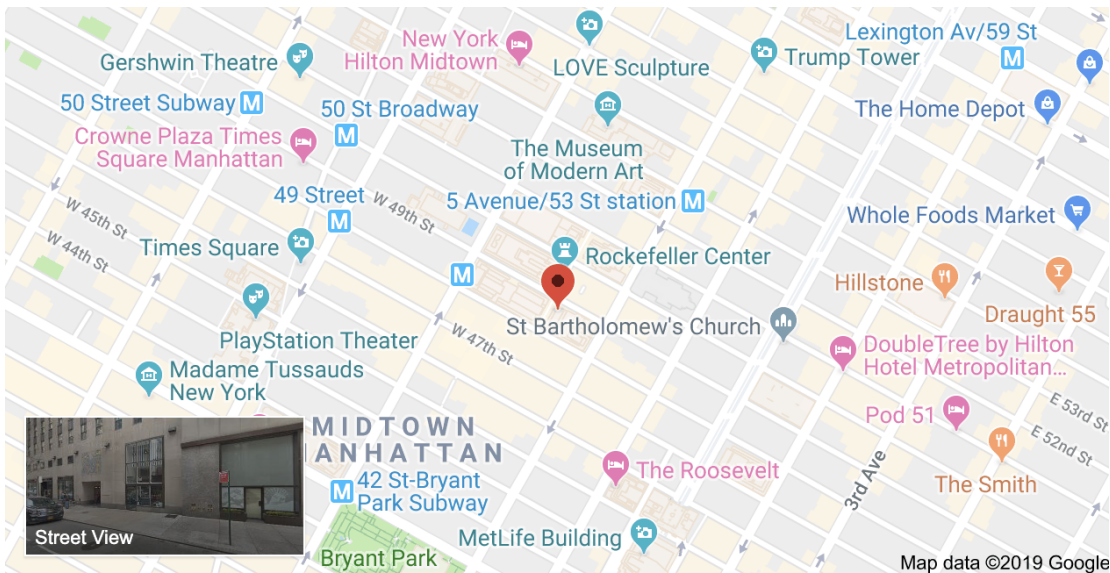 Gershwin Theatre
New York
Hilton Midtown
LOVE Sculpture
Trump Tower
Lexington Av/59 St
50 Street Subway
M
50 St Broadway
M
M
The Home Depot
Crowne Plaza Times
Square Manhattan
The Museum
of Modern Art
49 Street
M
5 Avenue/53 St station
M
Whole Foods Market
W 45th St
W 49th St
W 44th St
Times Square
Rockefeller Center
M
Hillstone
Draught 55
PlayStation Theater
W 47th St
St Bartholomew's Church
DoubleTree by Hilton
Hotel Metropolitan...
Madame Tussauds
New York
Pod 51
E 53rd St
E 52nd St
MIDTOWN
ANHATTAN
The Roosevelt
3rd Ave
The Smith
M
42 St-Bryant
Park Subway
MetLife Building
Bryant Park
Street View
Map data ©2019 Google